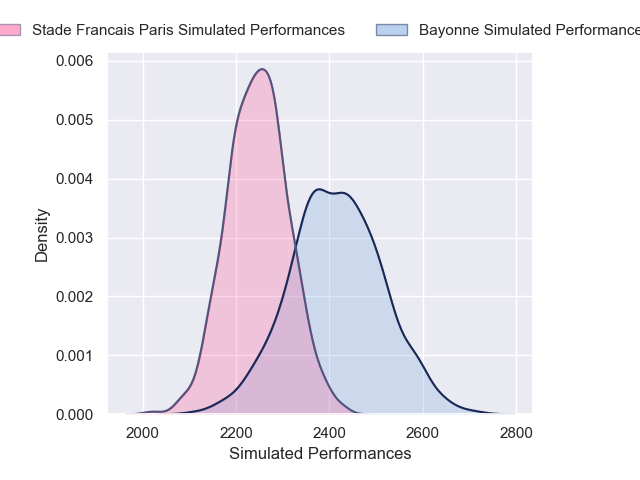 Stade Francais Paris Simulated Performances Bayonne Simulated Performance
0.006
0.005
0.004
0.003
0.002
0.001
0.000
Density
2000 2200 2400 2600 2800
Simulated Performances